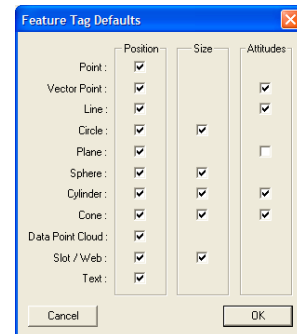 Feature Tag Defaults
Position Size Attitudes
Point :
Vector Point :
Line :
Circle :
Plane :
Sphere :
Cylinder :
Cone :
Data Point Cloud :
Slot / Web :
Text :
Cancel OK